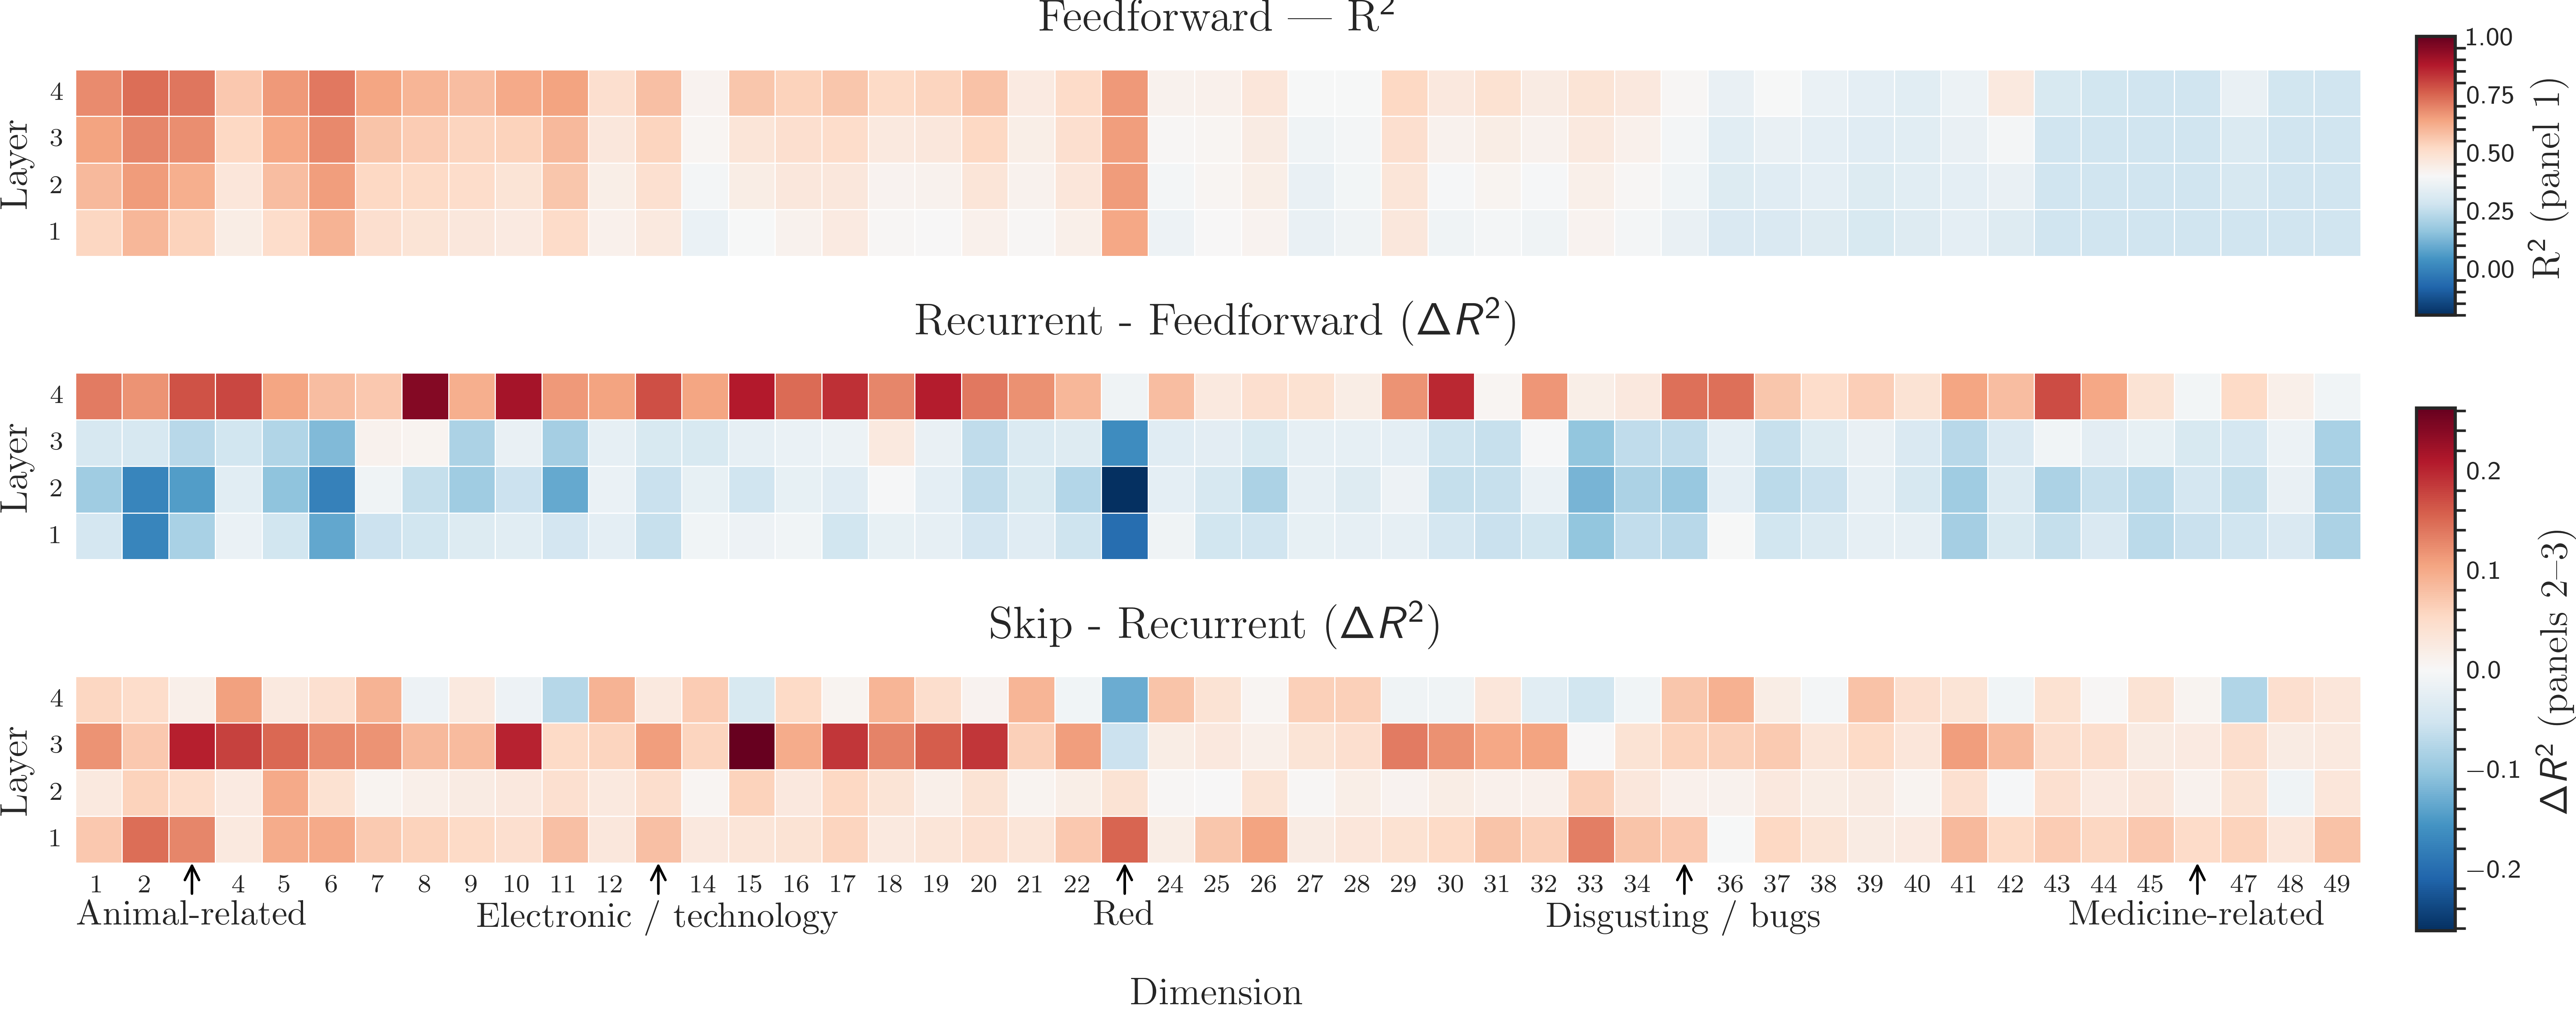 Feedforward — R²
Layer
4
3
2
1
1.00
0.75
0.50
0.25
0.00
R² (panel 1)
Recurrent - Feedforward (ΔR²)
Layer
4
3
2
1
Skip - Recurrent (ΔR²)
Layer
4
3
2
1
0.2
0.1
0.0
−0.1
−0.2
ΔR² (panels 2–3)
1 2 ↑ 4 5 6 7 8 9 10 11 12 ↑ 14 15 16 17 18 19 20 21 22 ↑ 24 25 26 27 28 29 30 31 32 33 34 ↑ 36 37 38 39 40 41 42 43 44 45 ↑ 47 48 49
Animal-related Electronic / technology Red Disgusting / bugs Medicine-related
Dimension